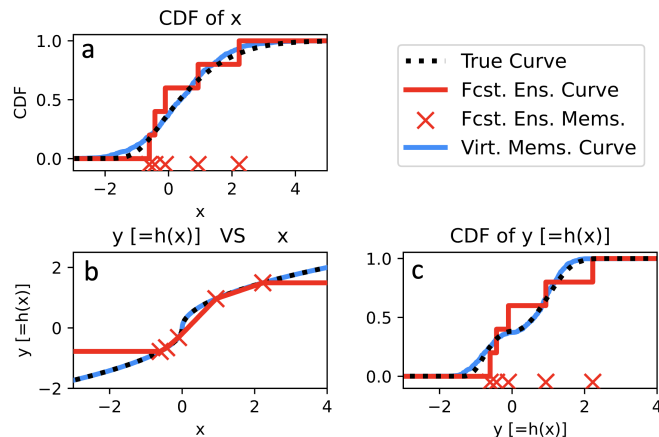 CDF of x
a
1.0
0.5
0.0
CDF
−2
0
2
4
x
True Curve
Fcst. Ens. Curve
Fcst. Ens. Mems.
Virt. Mems. Curve
y [=h(x)] VS x
b
2
0
−2
y [=h(x)]
−2
0
2
4
x
CDF of y [=h(x)]
c
1.0
0.5
0.0
−2
0
2
4
y [=h(x)]